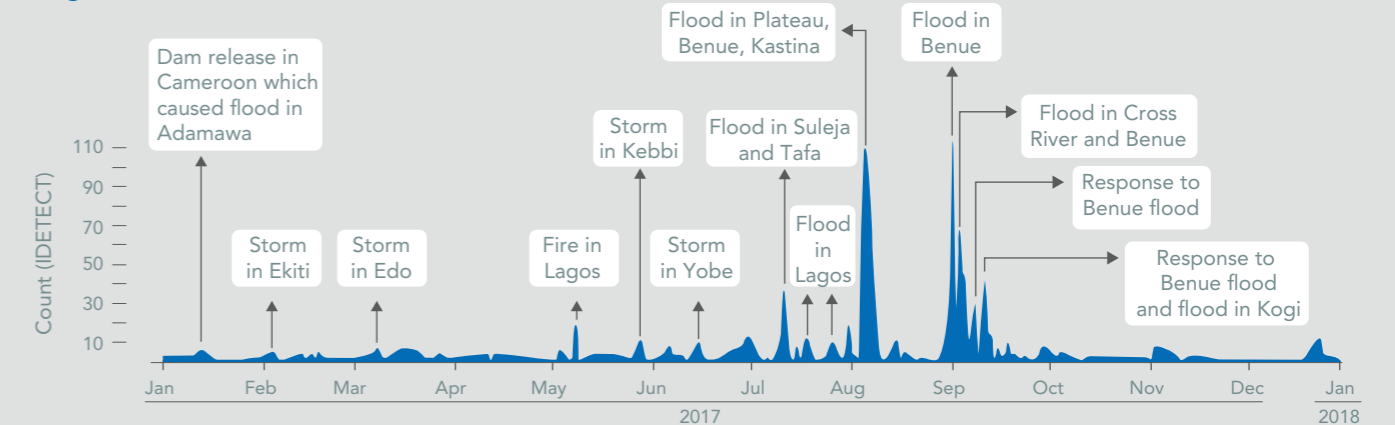 Flood in Plateau,
Benue, Kastina
Flood in
Benue
Dam release in
Cameroon which
caused flood in
Adamawa
Storm
in Kebbi
Flood in Suleja
and Tafa
Flood in Cross
River and Benue
Response to
Benue flood
Storm
in Ekiti
Storm
in Edo
Fire in
Lagos
Storm
in Yobe
Flood
in
Lagos
Response to
Benue flood
and flood in Kogi
Count (IDETECT)
110
90
70
50
30
10
Jan Feb Mar Apr May Jun Jul Aug Sep Oct Nov Dec Jan
2017 2018